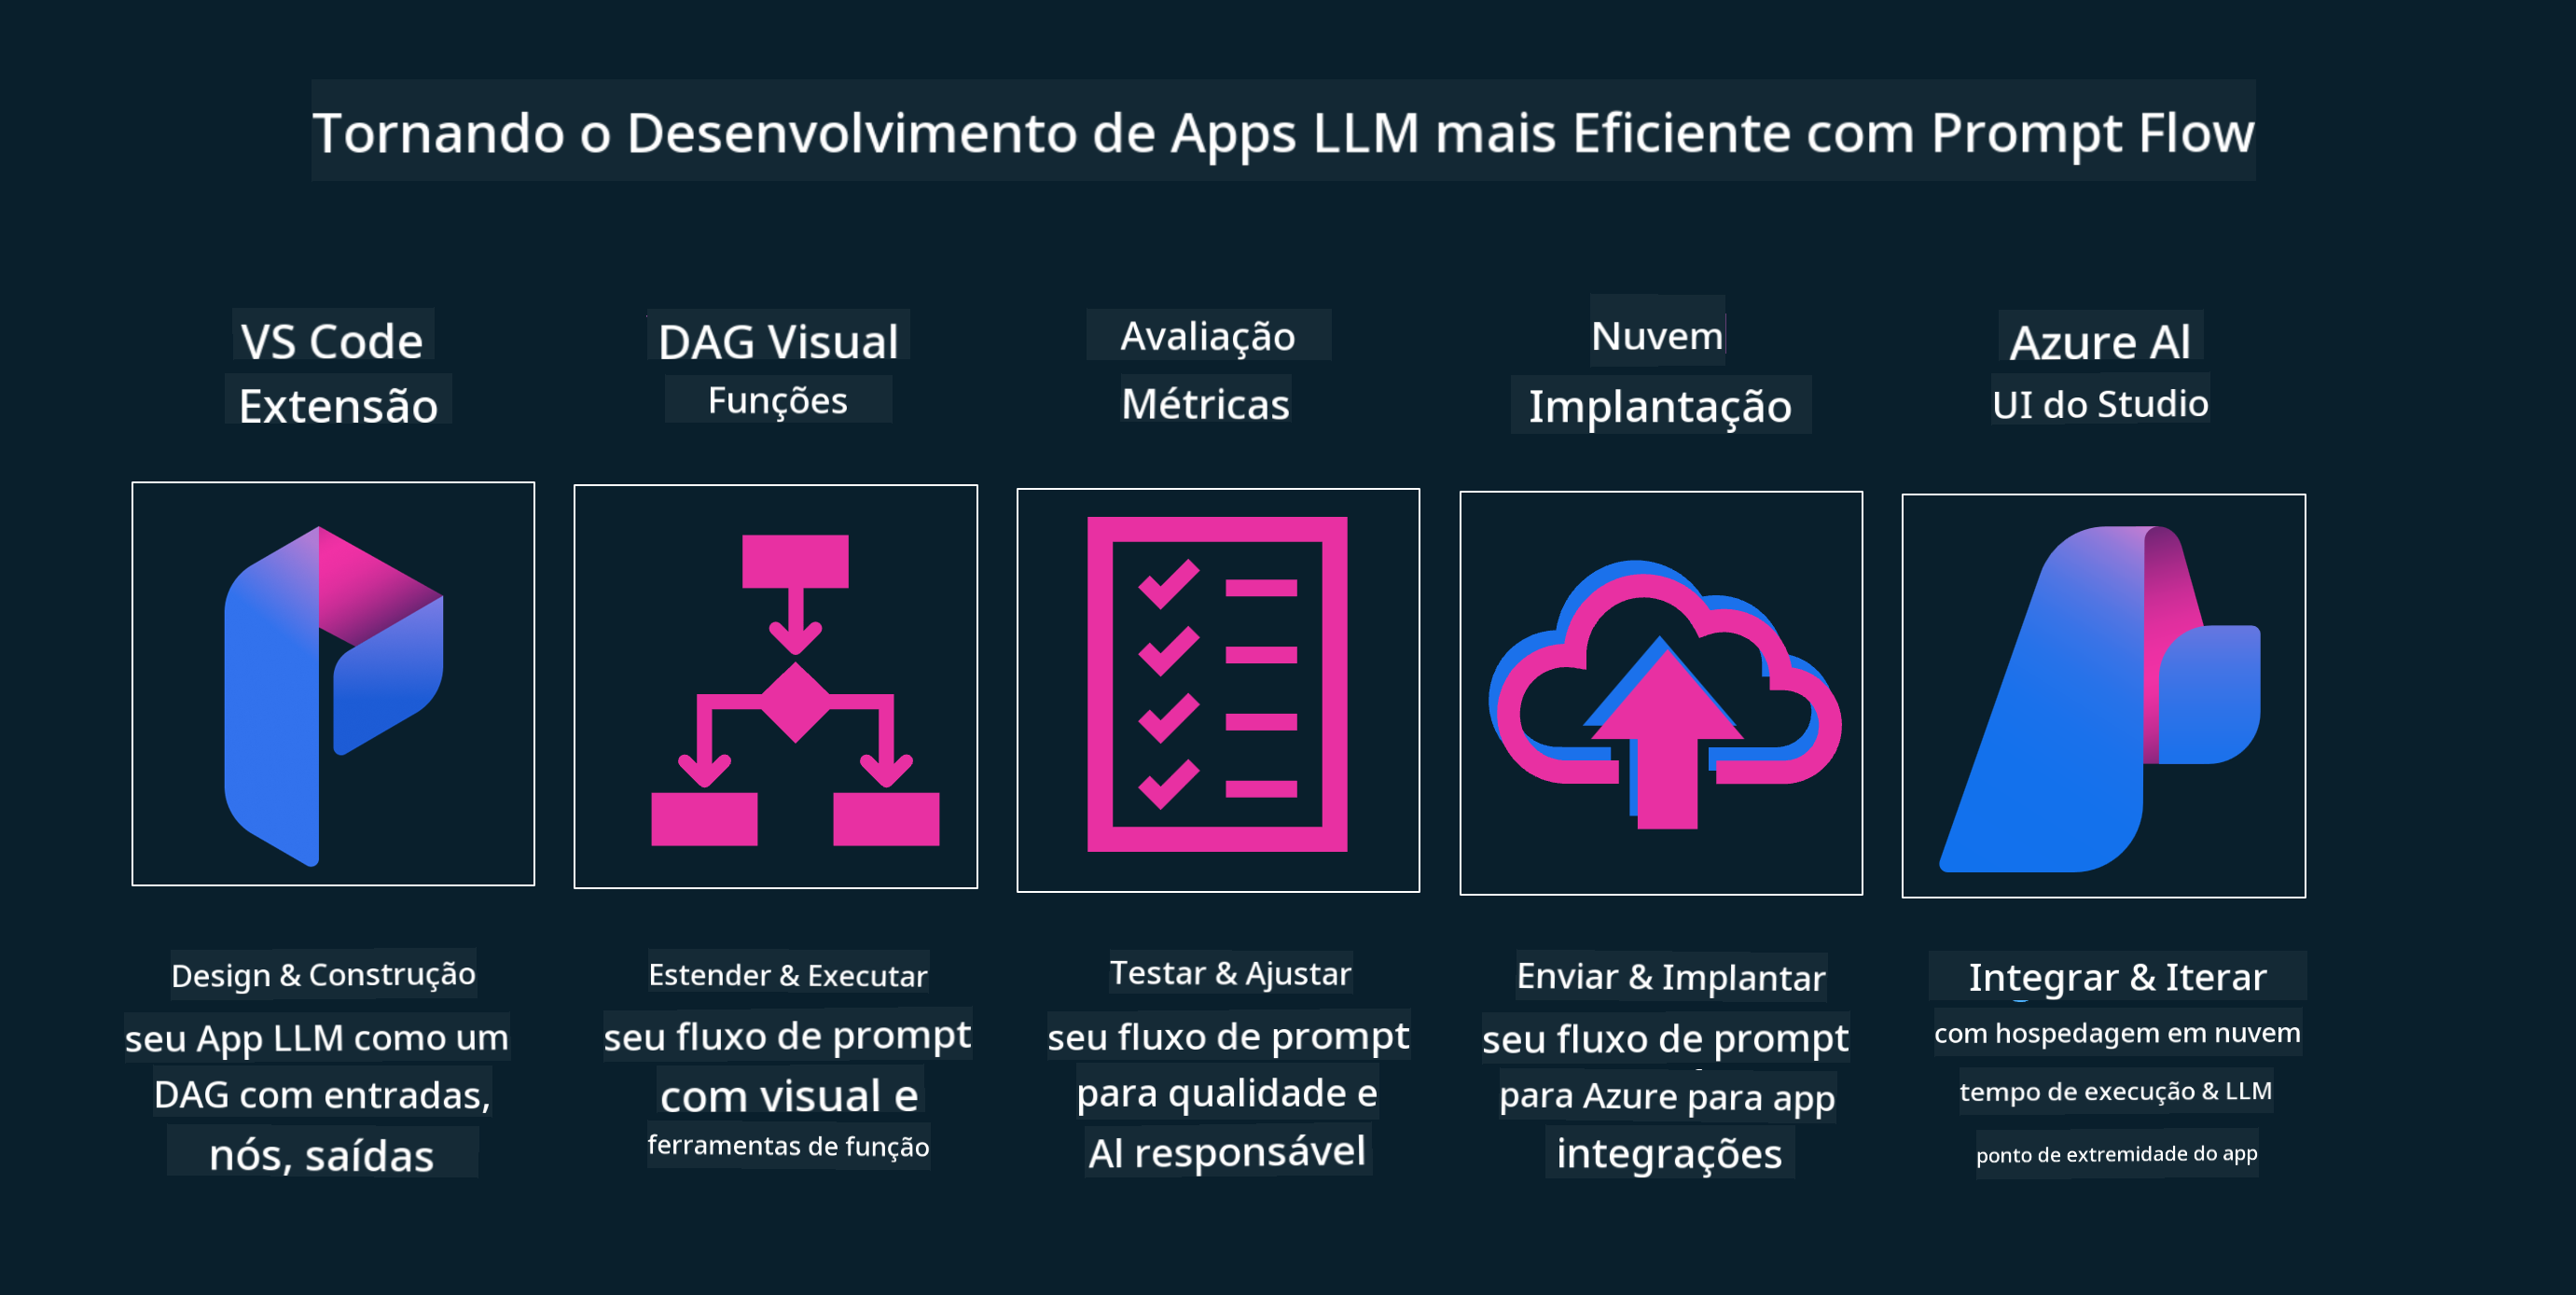 Tornando o Desenvolvimento de Apps LLM mais Eficiente com Prompt Flow
VS Code
Extensão
DAG Visual
Funções
Avaliação
Métricas
Nuvem
Implantação
Azure Al
UI do Studio
Design & Construção
seu App LLM como um
DAG com entradas,
nós, saídas
Estender & Executar
seu fluxo de prompt
com visual e
ferramentas de função
Testar & Ajustar
seu fluxo de prompt
para qualidade e
Al responsável
Enviar & Implantar
seu fluxo de prompt
para Azure para app
integrações
Integrar & Iterar
com hospedagem em nuvem
tempo de execução & LLM
ponto de extremidade do app